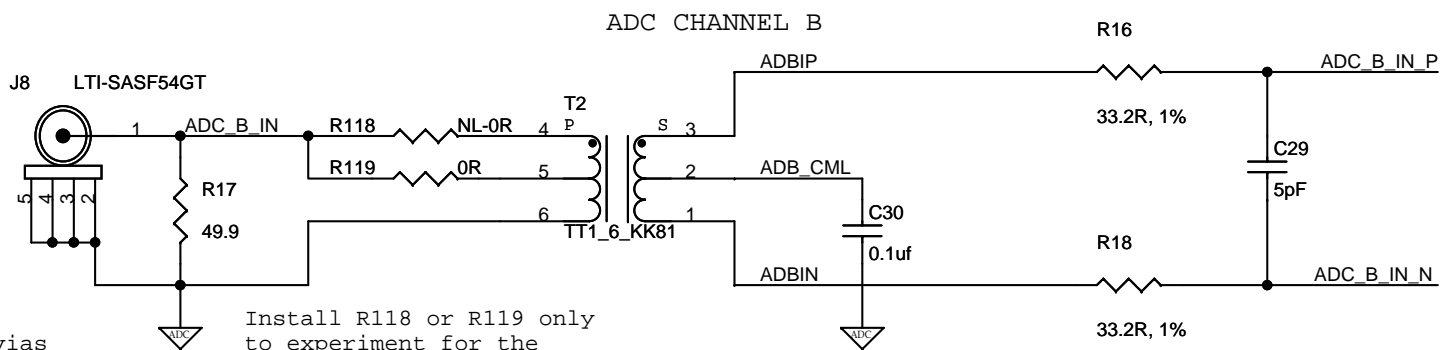 ADC CHANNEL B
R16
ADBIP
ADC_B_IN_P
J8
LTI-SASF54GT
T2
33.2R, 1%
1
ADC_B_IN
R118
NL-0R
4
P
S
3
R119
0R
5
ADB_CML
2
C29
5pF
R17
49.9
6
TT1_6_KK81
1
C30
0.1uf
R18
5
4
3
2
ADBIN
ADC_B_IN_N
33.2R, 1%
ADC
ADC
Install R118 or R119 only
vias
to experiment for the